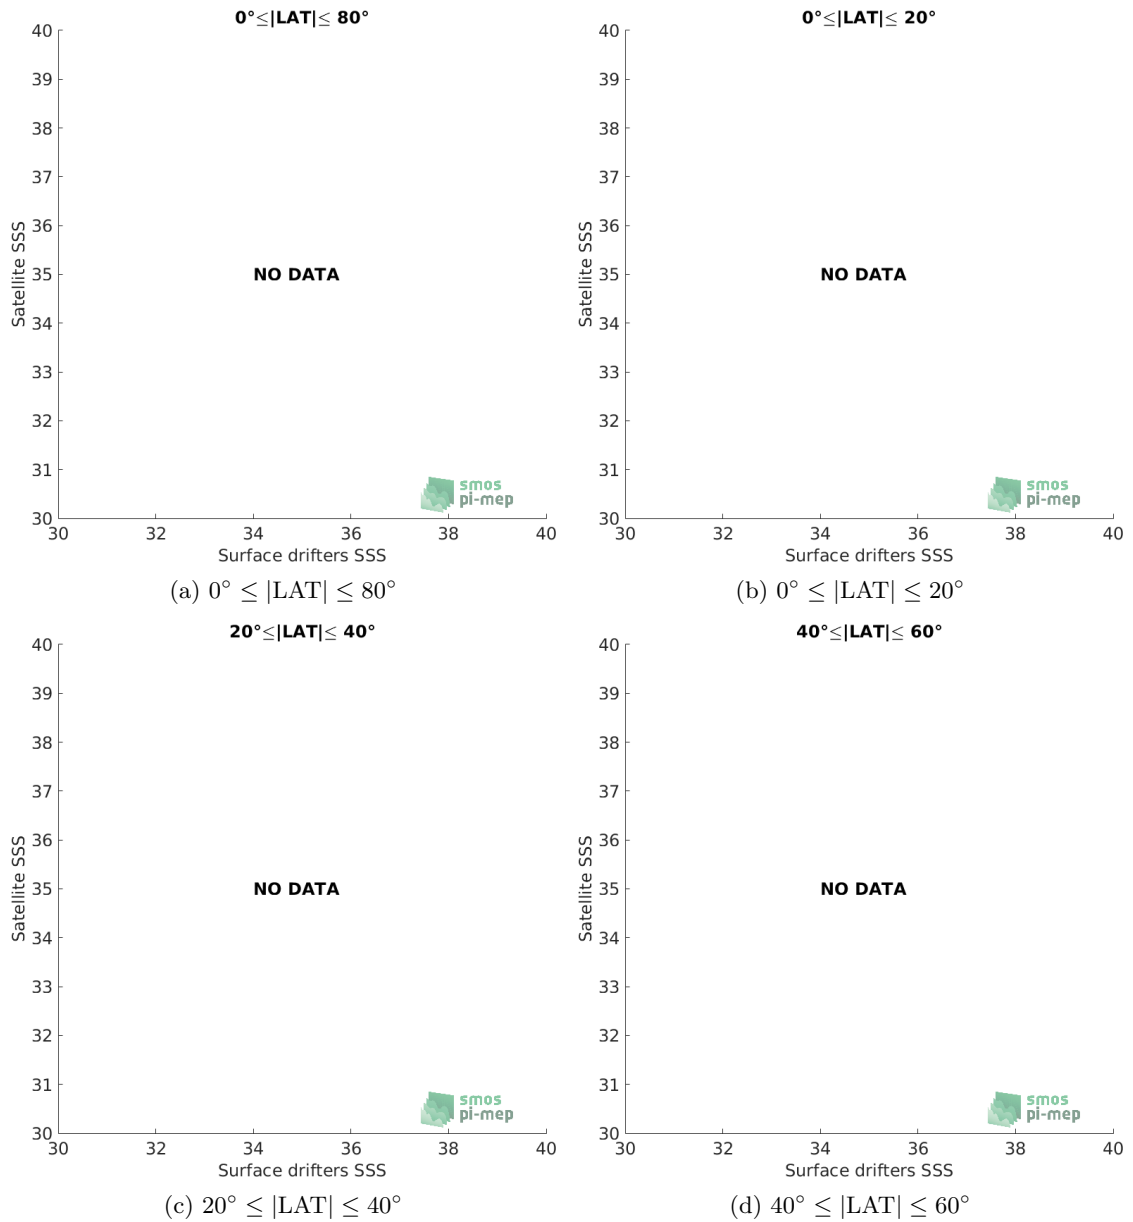 0°≤|LAT|≤ 80°
40
39
38
37
36
35
34
33
32
31
30
Satellite SSS
NO DATA
smos
pi-mep
30 32 34 36 38 40
Surface drifters SSS
(a) 0° ≤ |LAT| ≤ 80°
0°≤|LAT|≤ 20°
40
39
38
37
36
35
34
33
32
31
30
Satellite SSS
NO DATA
smos
pi-mep
30 32 34 36 38 40
Surface drifters SSS
(b) 0° ≤ |LAT| ≤ 20°
20°≤|LAT|≤ 40°
40
39
38
37
36
35
34
33
32
31
30
Satellite SSS
NO DATA
smos
pi-mep
30 32 34 36 38 40
Surface drifters SSS
(c) 20° ≤ |LAT| ≤ 40°
40°≤|LAT|≤ 60°
40
39
38
37
36
35
34
33
32
31
30
Satellite SSS
NO DATA
smos
pi-mep
30 32 34 36 38 40
Surface drifters SSS
(d) 40° ≤ |LAT| ≤ 60°